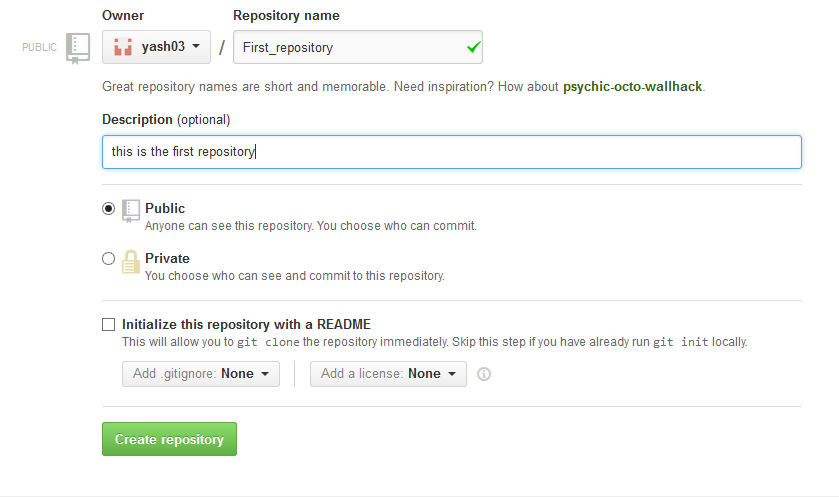 Owner Repository name
PUBLIC yash03 / First_repository
Great repository names are short and memorable. Need inspiration? How about psychic-octo-wallhack.
Description (optional)
this is the first repository
Public
Anyone can see this repository. You choose who can commit.
Private
You choose who can see and commit to this repository.
Initialize this repository with a README
This will allow you to git clone the repository immediately. Skip this step if you have already run git init locally.
Add .gitignore: None Add a license: None
Create repository